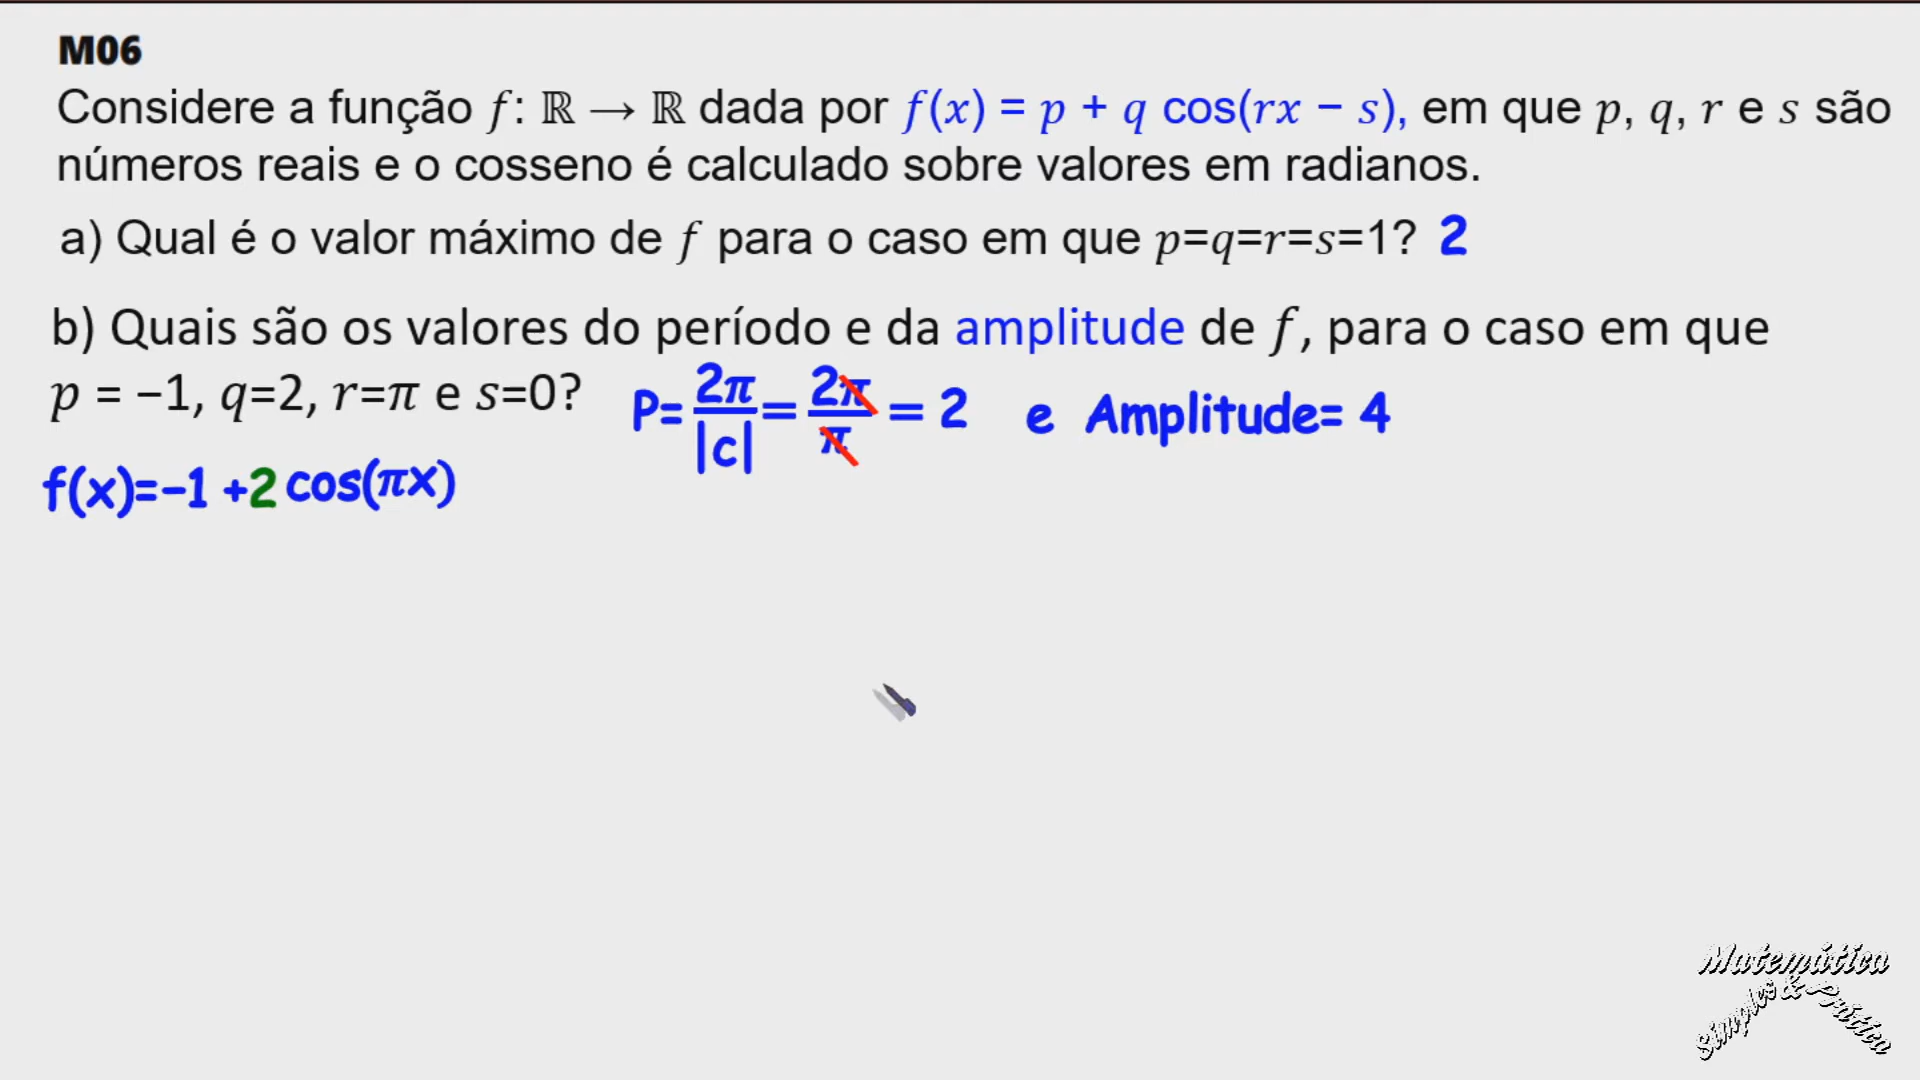 M06
Considere a função f: ℝ → ℝ dada por f(x) = p + q cos(rx − s), em que p, q, r e s são
números reais e o cosseno é calculado sobre valores em radianos.
a) Qual é o valor máximo de f para o caso em que p=q=r=s=1? 2
b) Quais são os valores do período e da amplitude de f, para o caso em que
p = −1, q=2, r=π e s=0? P= 2π/|c| = 2π/π = 2 e Amplitude= 4
f(x)=-1 +2 cos(πx)
Matemática
Simples & Prática